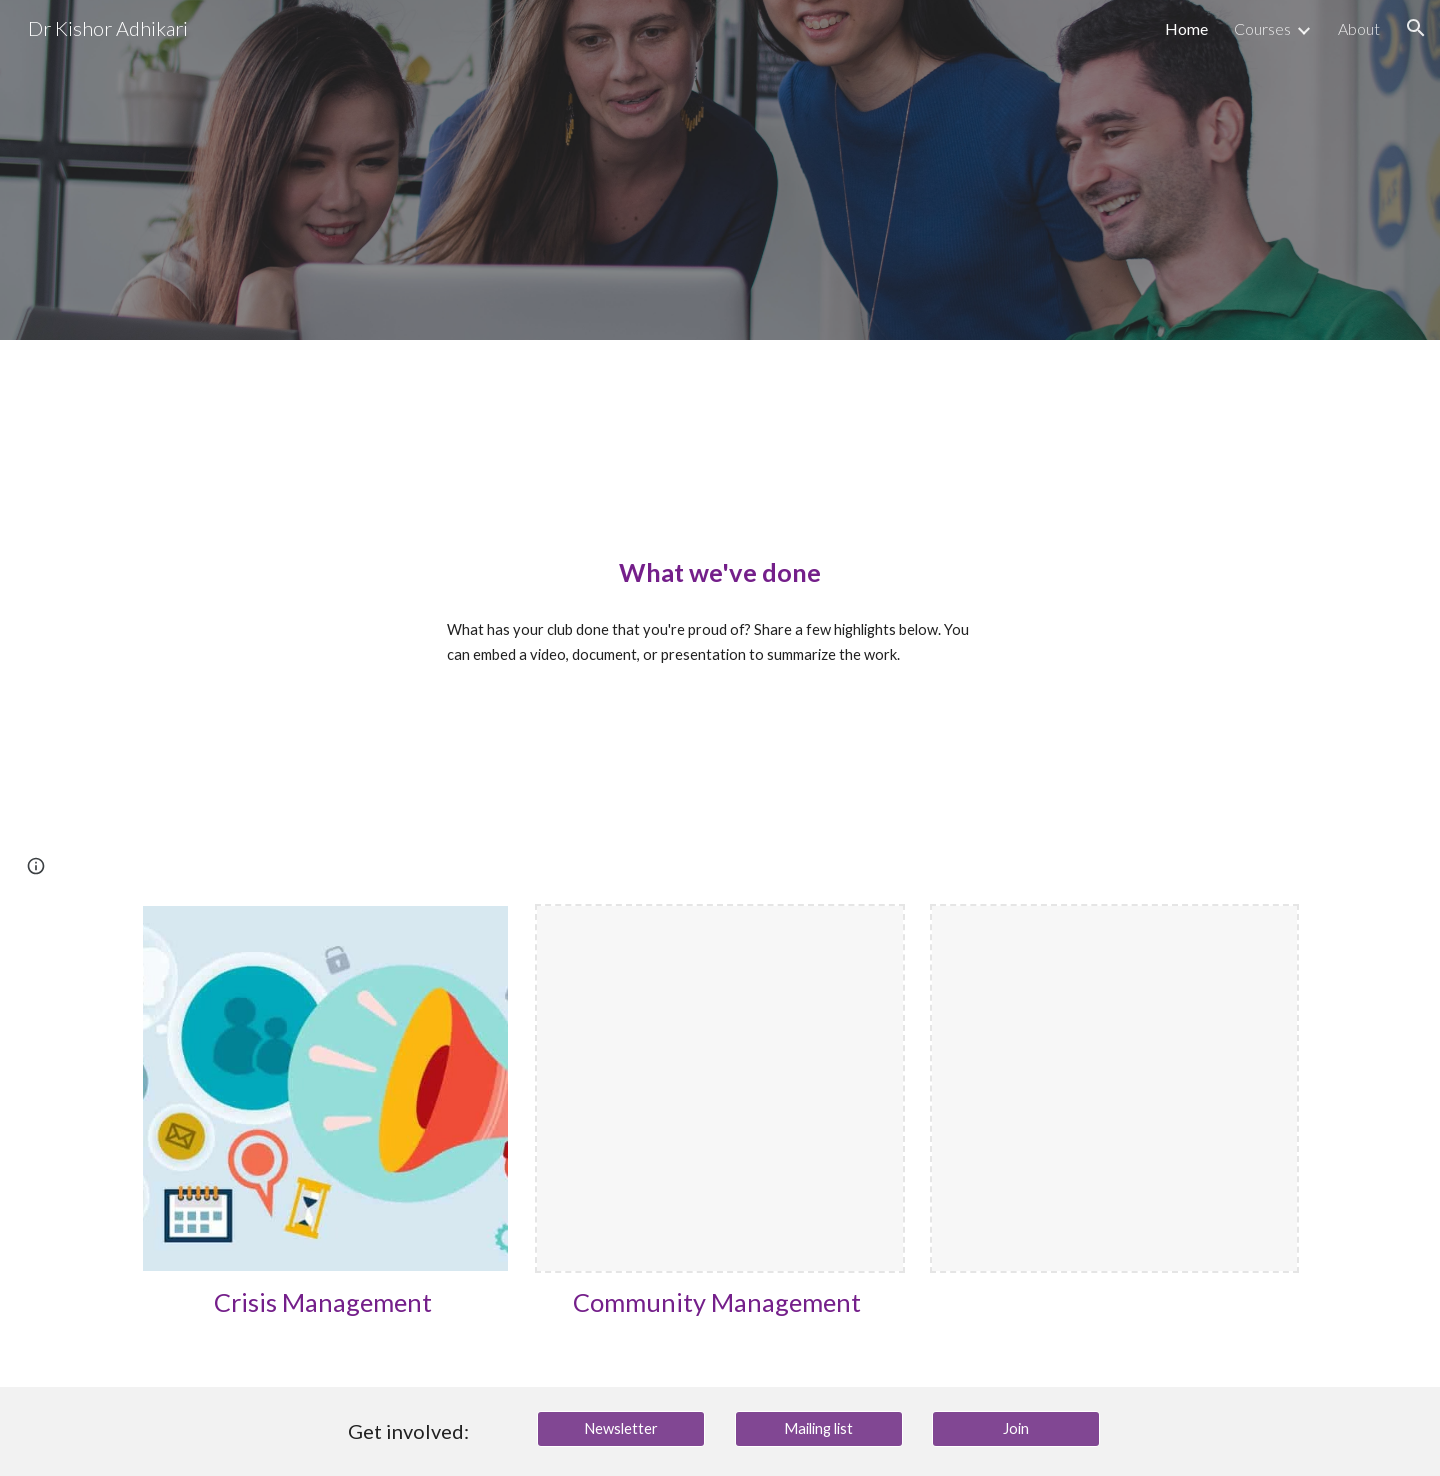 Dr Kishor Adhikari
Home
Courses
About
What we've done
What has your club done that you're proud of? Share a few highlights below. You
can embed a video, document, or presentation to summarize the work.
Crisis Management
Community Management
Get involved:
Newsletter
Mailing list
Join